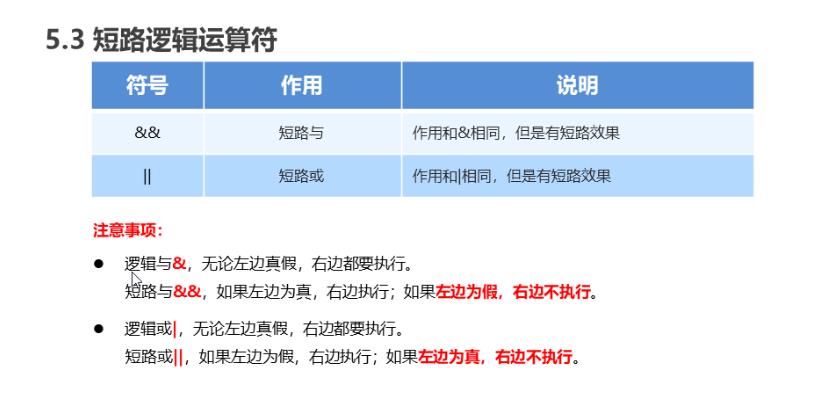 5.3 短路逻辑运算符
符号 作用 说明
&& 短路与 作用和&相同，但是有短路效果
|| 短路或 作用和|相同，但是有短路效果
注意事项：
● 逻辑与&，无论左边真假，右边都要执行。
短路与&&，如果左边为真，右边执行；如果左边为假，右边不执行。
● 逻辑或|，无论左边真假，右边都要执行。
短路或||，如果左边为假，右边执行；如果左边为真，右边不执行。